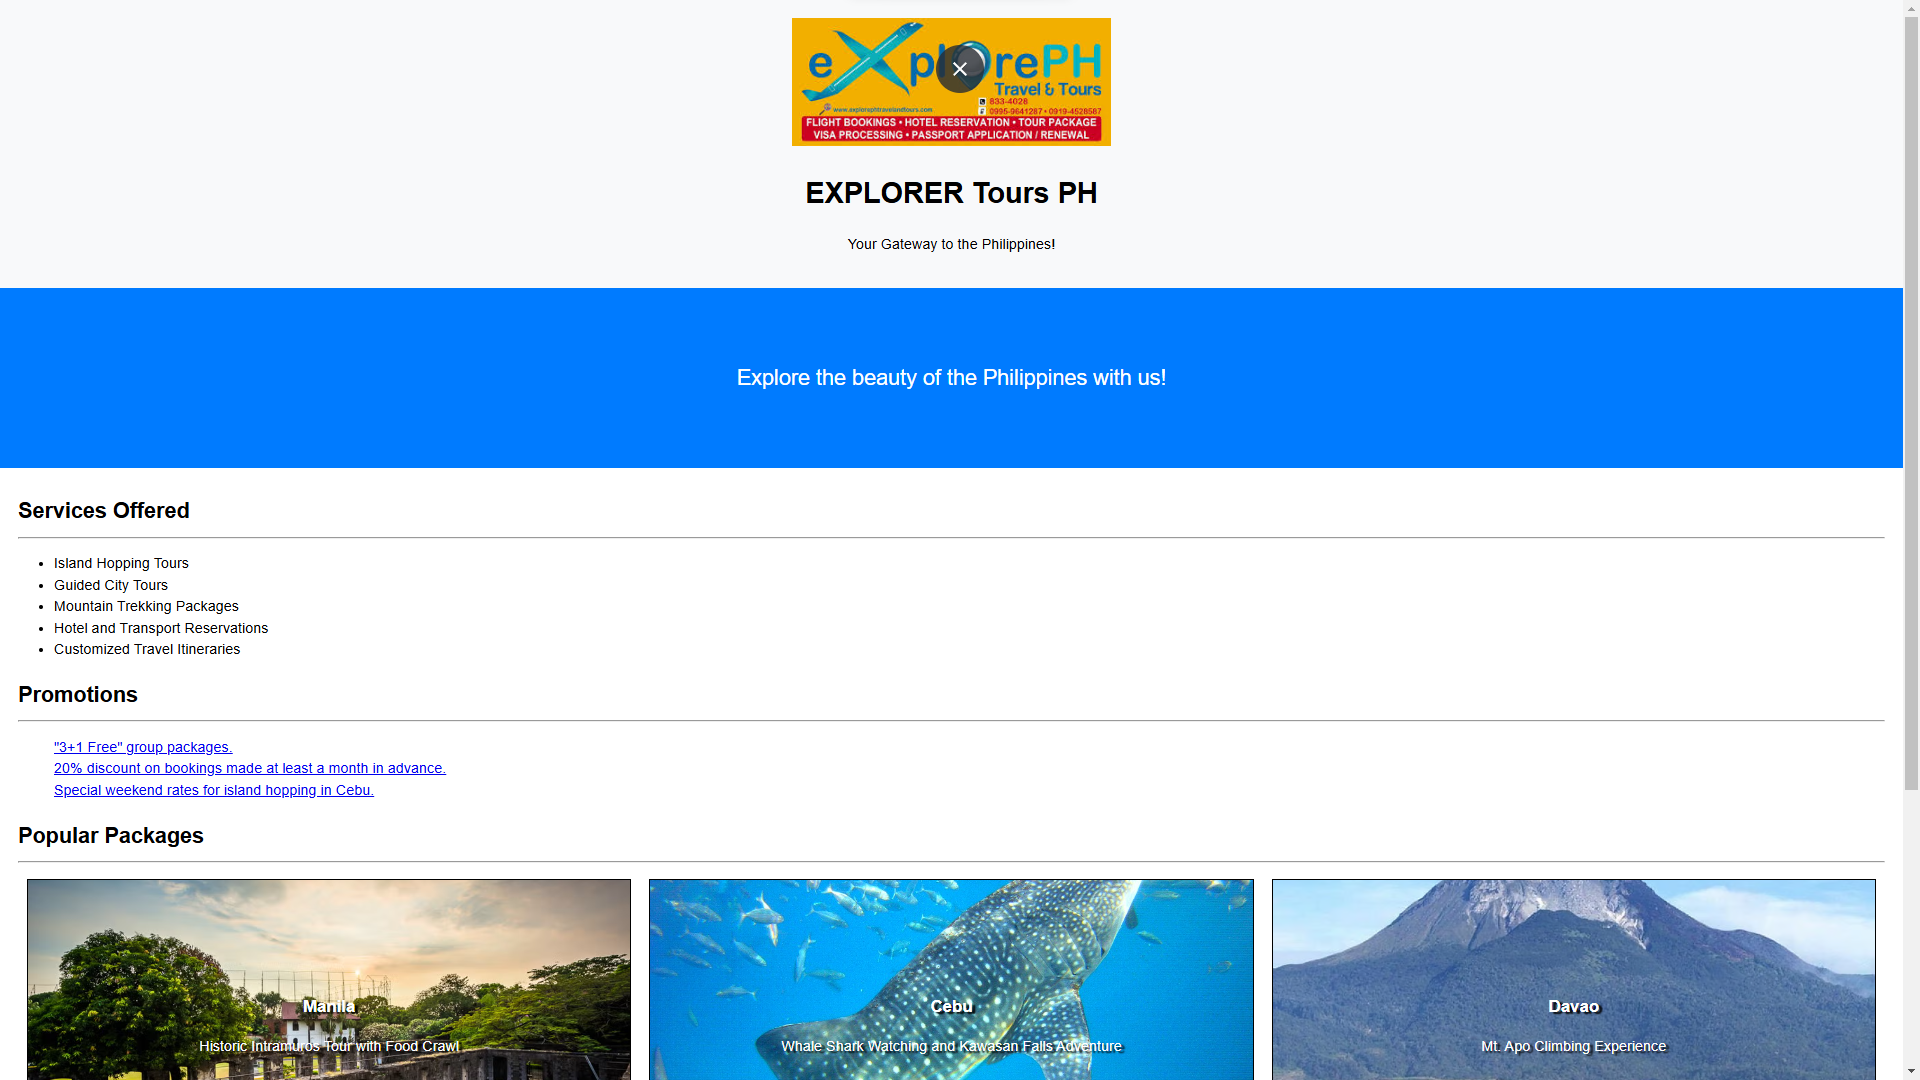 eXplorePH
Travel & Tours
833-4028
www.explorephtravelandtours.com
0995-9641287 • 0919-4528587
FLIGHT BOOKINGS • HOTEL RESERVATION • TOUR PACKAGE
VISA PROCESSING • PASSPORT APPLICATION / RENEWAL
EXPLORER Tours PH
Your Gateway to the Philippines!
Explore the beauty of the Philippines with us!
Services Offered
• Island Hopping Tours
• Guided City Tours
• Mountain Trekking Packages
• Hotel and Transport Reservations
• Customized Travel Itineraries
Promotions
"3+1 Free" group packages.
20% discount on bookings made at least a month in advance.
Special weekend rates for island hopping in Cebu.
Popular Packages
Manila
Historic Intramuros Tour with Food Crawl
Cebu
Whale Shark Watching and Kawasan Falls Adventure
Davao
Mt. Apo Climbing Experience